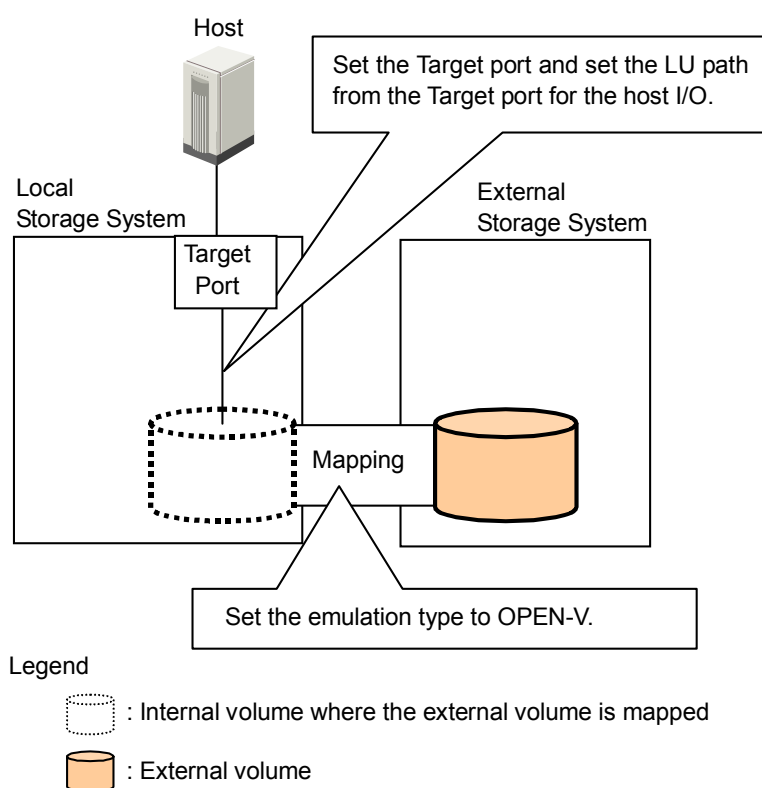 Host
Set the Target port and set the LU path
from the Target port for the host I/O.
Local
Storage System
External
Storage System
Target
Port
Mapping
Set the emulation type to OPEN-V.
Legend
: Internal volume where the external volume is mapped
: External volume